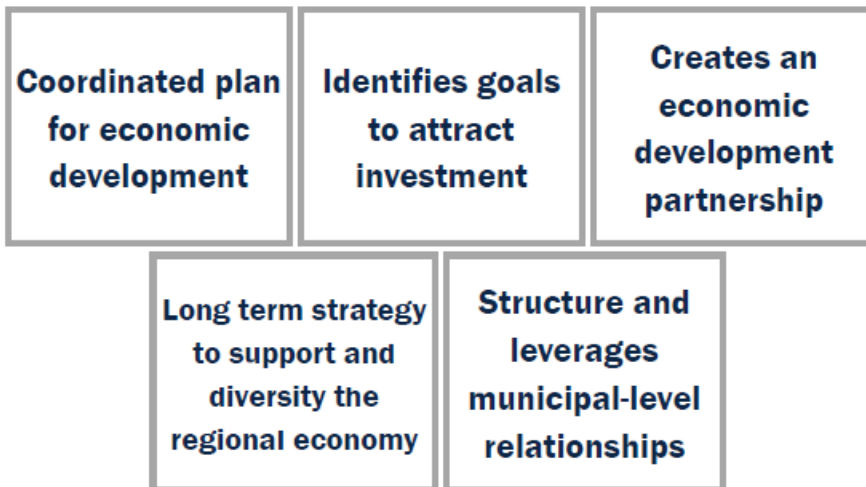 Coordinated plan
for economic
development
Identifies goals
to attract
investment
Creates an
economic
development
partnership
Long term strategy
to support and
diversity the
regional economy
Structure and
leverages
municipal-level
relationships